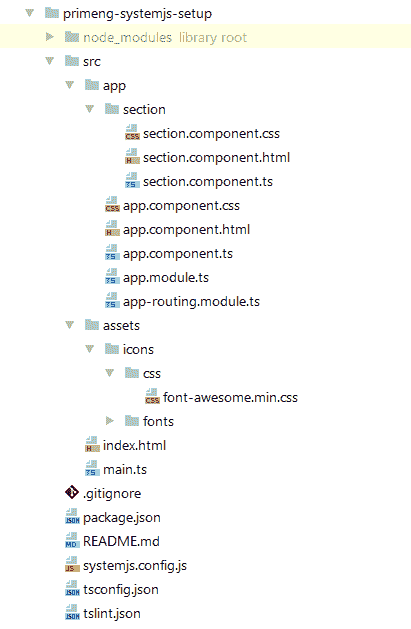 primeng-systemjs-setup
node_modules library root
src
app
section
section.component.css
section.component.html
section.component.ts
app.component.css
app.component.html
app.component.ts
app.module.ts
app-routing.module.ts
assets
icons
css
font-awesome.min.css
fonts
index.html
main.ts
.gitignore
package.json
README.md
systemjs.config.js
tsconfig.json
tslint.json